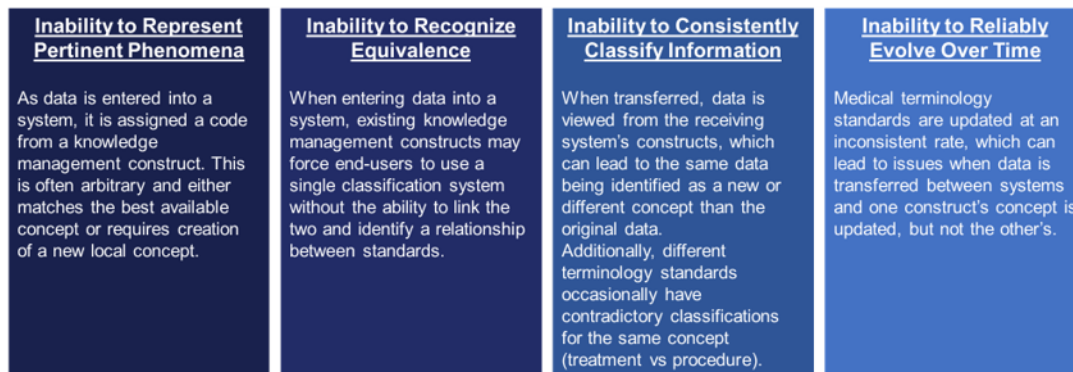 Inability to Represent
Pertinent Phenomena
As data is entered into a
system, it is assigned a code
from a knowledge
management construct. This
is often arbitrary and either
matches the best available
concept or requires creation
of a new local concept.
Inability to Recognize
Equivalence
When entering data into a
system, existing knowledge
management constructs may
force end-users to use a
single classification system
without the ability to link the
two and identify a relationship
between standards.
Inability to Consistently
Classify Information
When transferred, data is
viewed from the receiving
system's constructs, which
can lead to the same data
being identified as a new or
different concept than the
original data.
Additionally, different
terminology standards
occasionally have
contradictory classifications
for the same concept
(treatment vs procedure).
Inability to Reliably
Evolve Over Time
Medical terminology
standards are updated at an
inconsistent rate, which can
lead to issues when data is
transferred between systems
and one construct's concept is
updated, but not the other's.